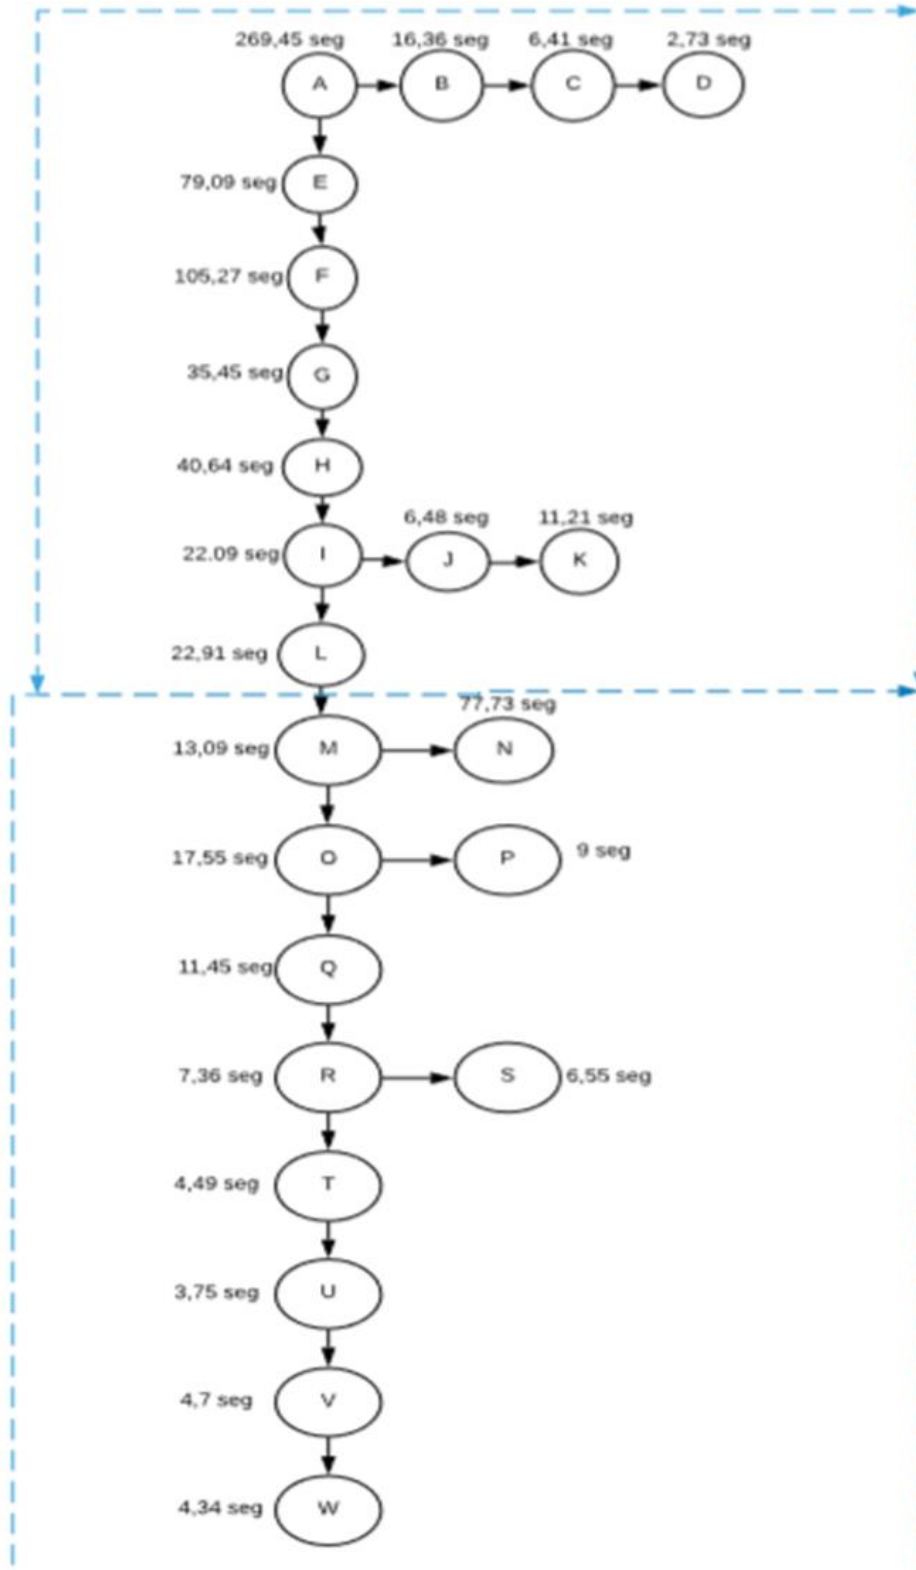 269,45 seg 16,36 seg 6,41 seg 2,73 seg
A B C D
79,09 seg E
105,27 seg F
35,45 seg G
40,64 seg H
6,48 seg 11,21 seg
22.09 seg I J K
22,91 seg L
77,73 seg
13,09 seg M N
17,55 seg O P 9 seg
11,45 seg Q
7,36 seg R S 6,55 seg
4,49 seg T
3,75 seg U
4,7 seg V
4,34 seg W